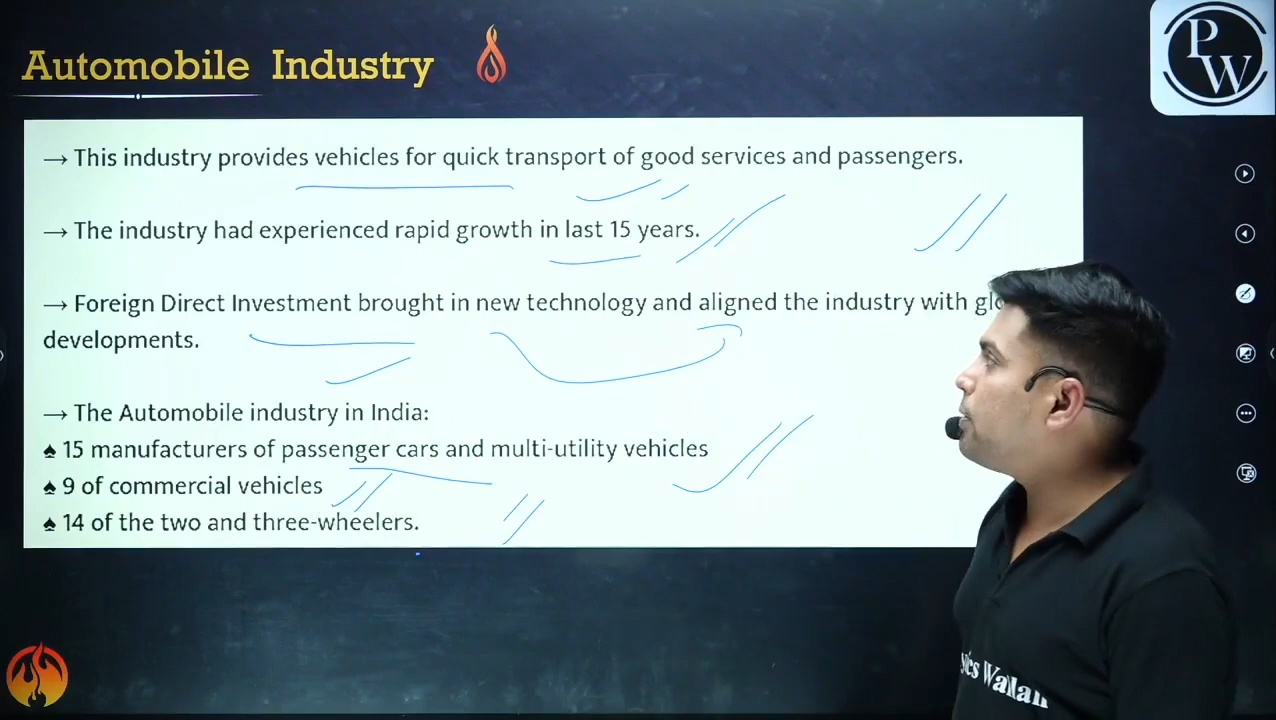 Automobile Industry
P
W
→ This industry provides vehicles for quick transport of good services and passengers.
→ The industry had experienced rapid growth in last 15 years.
→ Foreign Direct Investment brought in new technology and aligned the industry with
developments.
→ The Automobile industry in India:
♠ 15 manufacturers of passenger cars and multi-utility vehicles
♠ 9 of commercial vehicles
♠ 14 of the two and three-wheelers.